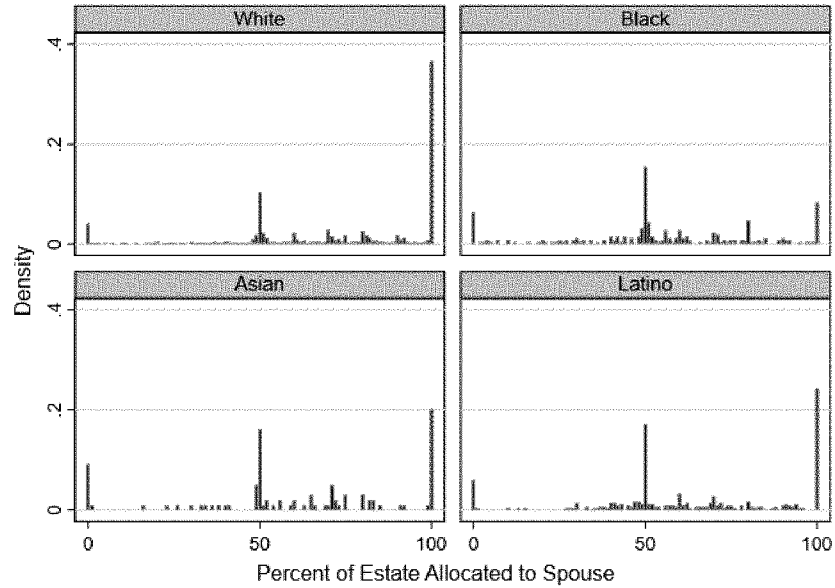 White
Black
.4
.2
0
Asian
Latino
.4
.2
0
Density
0
50
100
0
50
100
Percent of Estate Allocated to Spouse